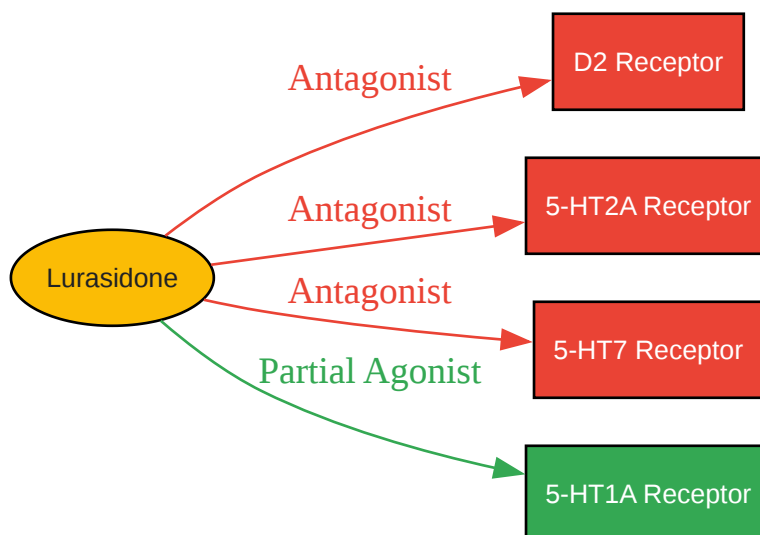 Antagonist
D2 Receptor
Antagonist
5-HT2A Receptor
Lurasidone
Antagonist
5-HT7 Receptor
Partial Agonist
5-HT1A Receptor